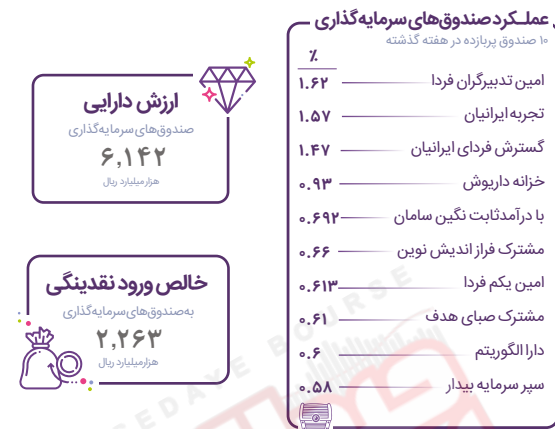 عملـکرد صندوق‌های سرمایه‌گذاری
۱۰ صندوق پربازده در هفته گذشته
٪
امین تدبیرگران فردا ۱.۶۲
تجربه ایرانیان ۱.۵۷
گسترش فردای ایرانیان ۱.۴۷
خزانه داریوش ۰.۹۳
با درآمدثابت نگین سامان ۰.۶۹۲
مشترک فراز اندیش نوین ۰.۶۶
امین یکم فردا ۰.۶۱۳
مشترک صبای هدف ۰.۶۱
دارا الگوریتم ۰.۶
سپر سرمایه بیدار ۰.۵۸
ارزش دارایی
صندوق‌های سرمایه‌گذاری
۶,۱۴۲
هزارمیلیارد ریال
خالص ورود نقدینگی
به‌صندوق‌های‌سرمایه‌گذاری
۲,۲۶۳
هزارمیلیارد ریال
SEDAYE BOURSE